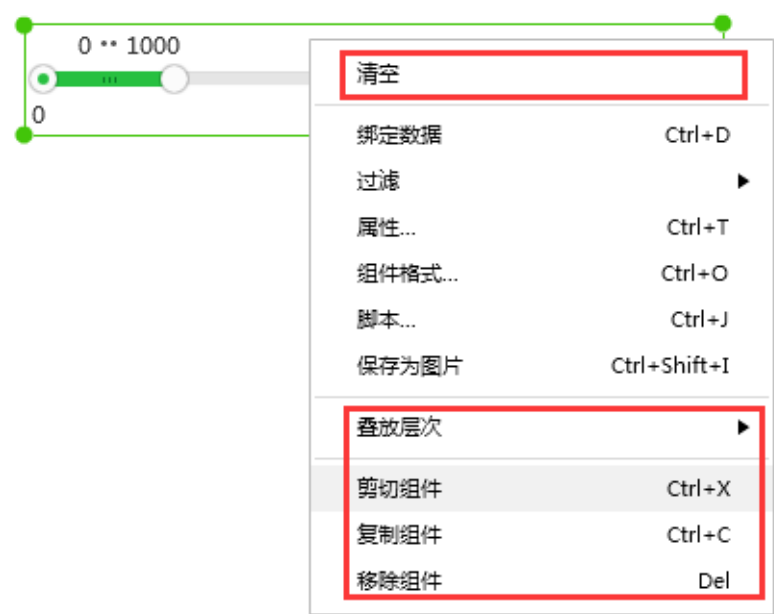 0 •• 1000
0
清空
绑定数据 Ctrl+D
过滤
属性... Ctrl+T
组件格式... Ctrl+O
脚本... Ctrl+J
保存为图片 Ctrl+Shift+I
叠放层次
剪切组件 Ctrl+X
复制组件 Ctrl+C
移除组件 Del